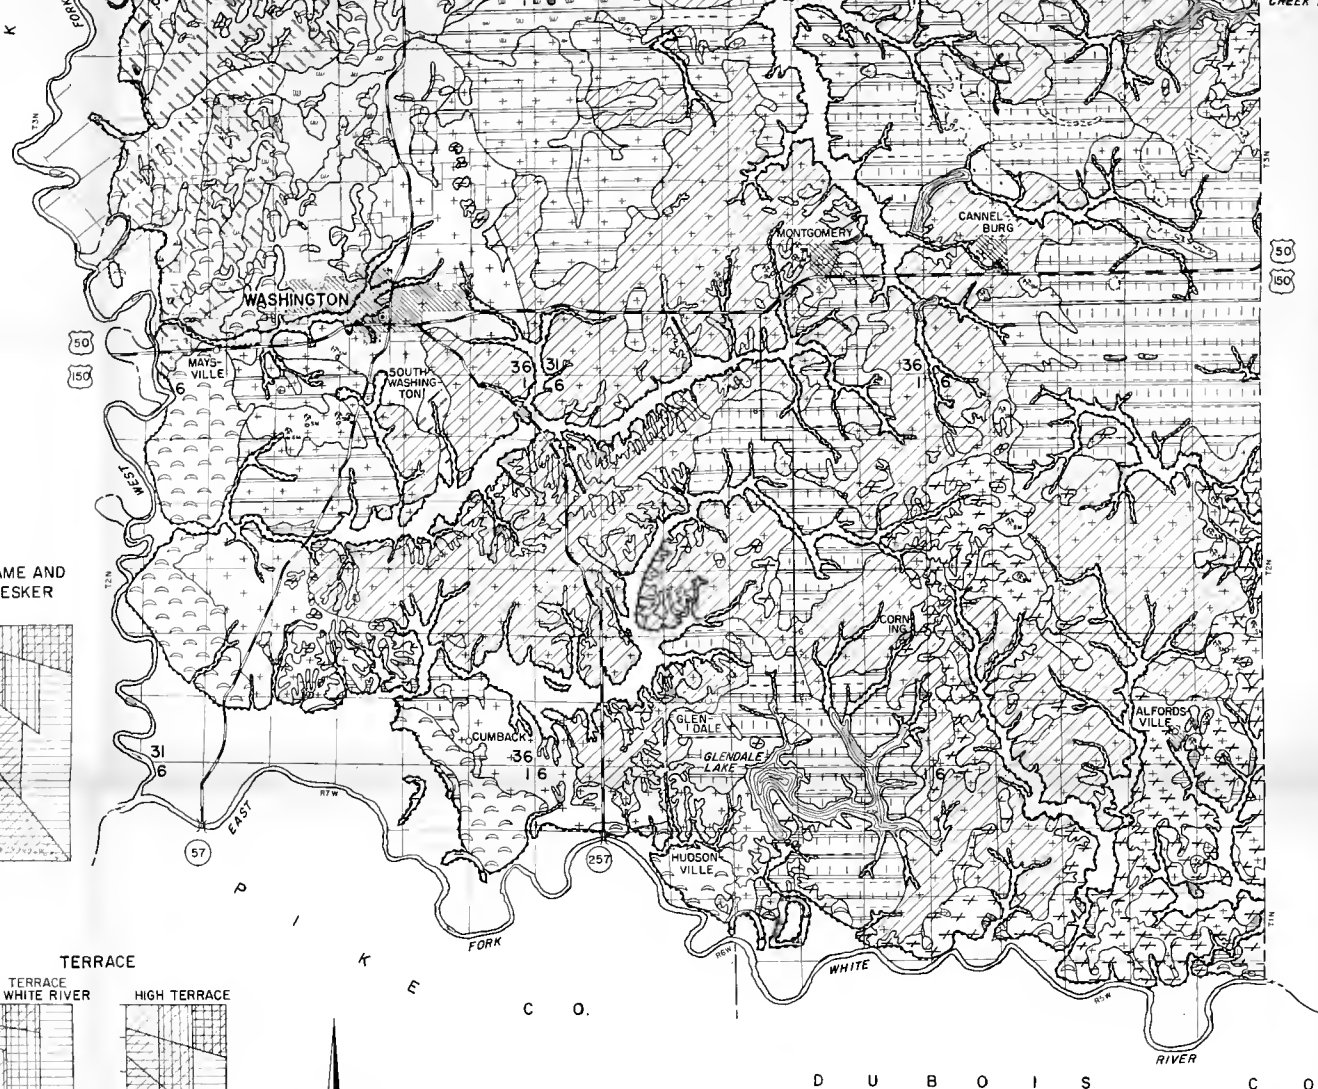 K
FORK
CREEK
T3N
T3N
CANNEL-
BURG
MONTGOMERY
50
150
WASHINGTON
50
150
MAYS-
VILLE
6
SOUTH
WASHING-
TON
36 31
1 6
36
1 6
WEST
T2N
T2N
AME AND
ESKER
CORN-
ING
ALFORDS-
VILLE
GLEN-
DALE
GLENDALE
LAKE
CUMBACK
36
1 6
1 6
31
6
R7W
EAST
57
257
HUDSON-
VILLE
T1N
P I K E C O.
FORK
R6W
WHITE
R5W
RIVER
TERRACE
TERRACE
WHITE RIVER
HIGH TERRACE
D U B O I S C O